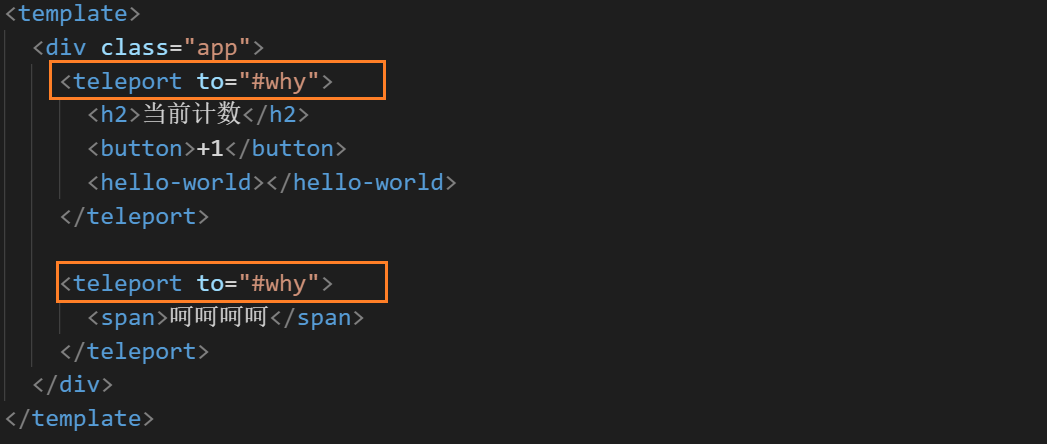 <template>
<div class="app">
<teleport to="#why">
<h2>当前计数</h2>
<button>+1</button>
<hello-world></hello-world>
</teleport>
<teleport to="#why">
<span>呵呵呵呵</span>
</teleport>
</div>
</template>